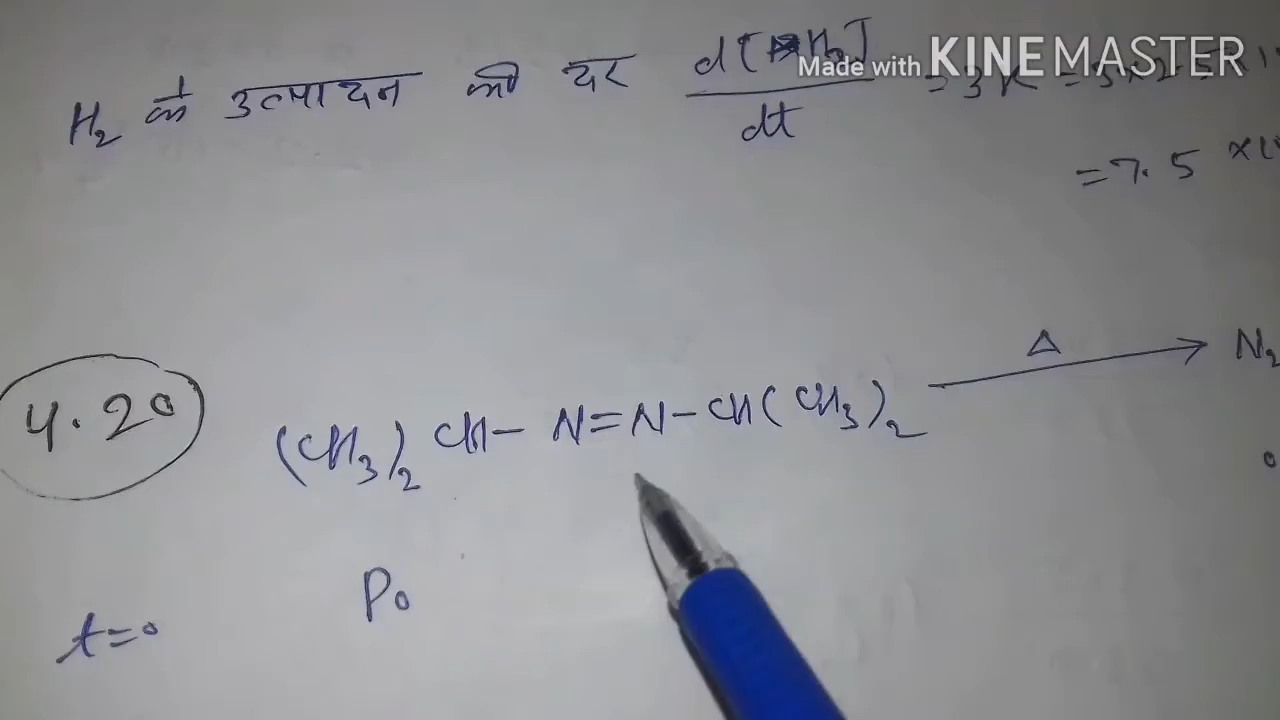 H₂ के उत्पादन की दर d[H₂]/dt = 3K =
Made with KINEMASTER
= 7.5 ×
4.20 (CH₃)₂CH-N=N-CH(CH₃)₂ Δ→ N₂
t=0 P₀